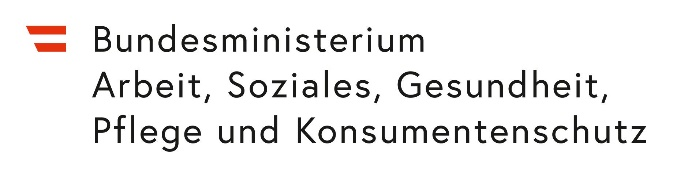 Bundesministerium
Arbeit, Soziales, Gesundheit,
Pflege und Konsumentenschutz